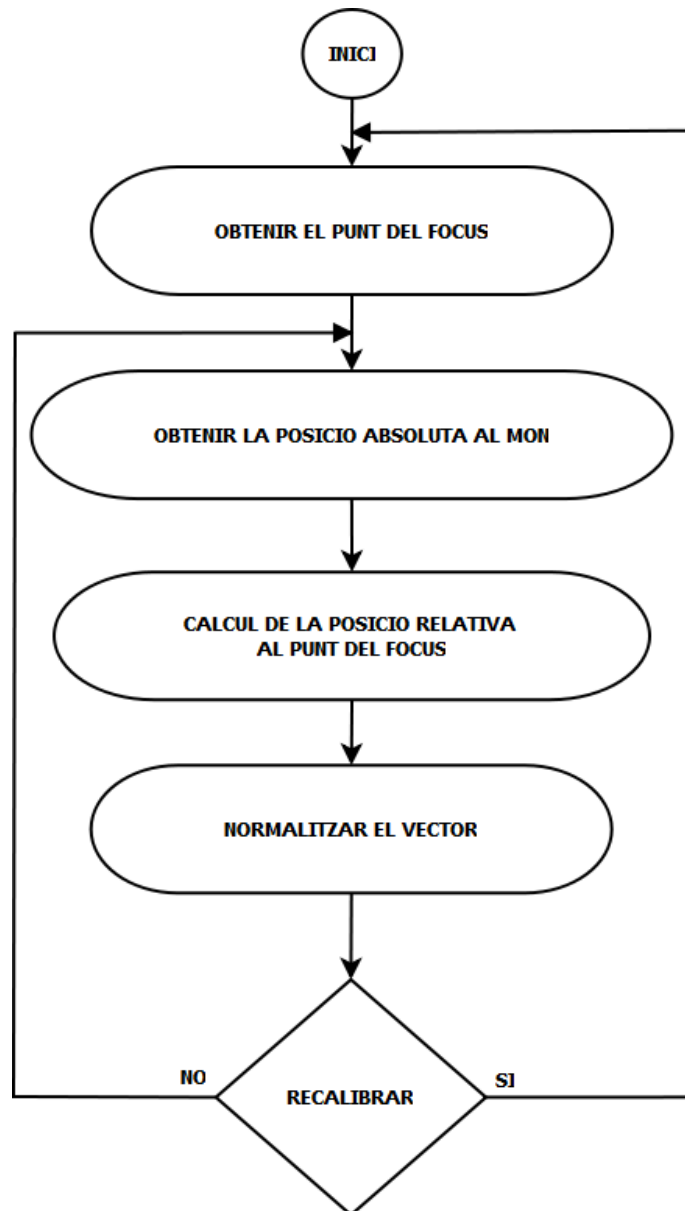 INICI
OBTENIR EL PUNT DEL FOCUS
OBTENIR LA POSICIO ABSOLUTA AL MON
CALCUL DE LA POSICIO RELATIVA
AL PUNT DEL FOCUS
NORMALITZAR EL VECTOR
NO
RECALIBRAR
SI